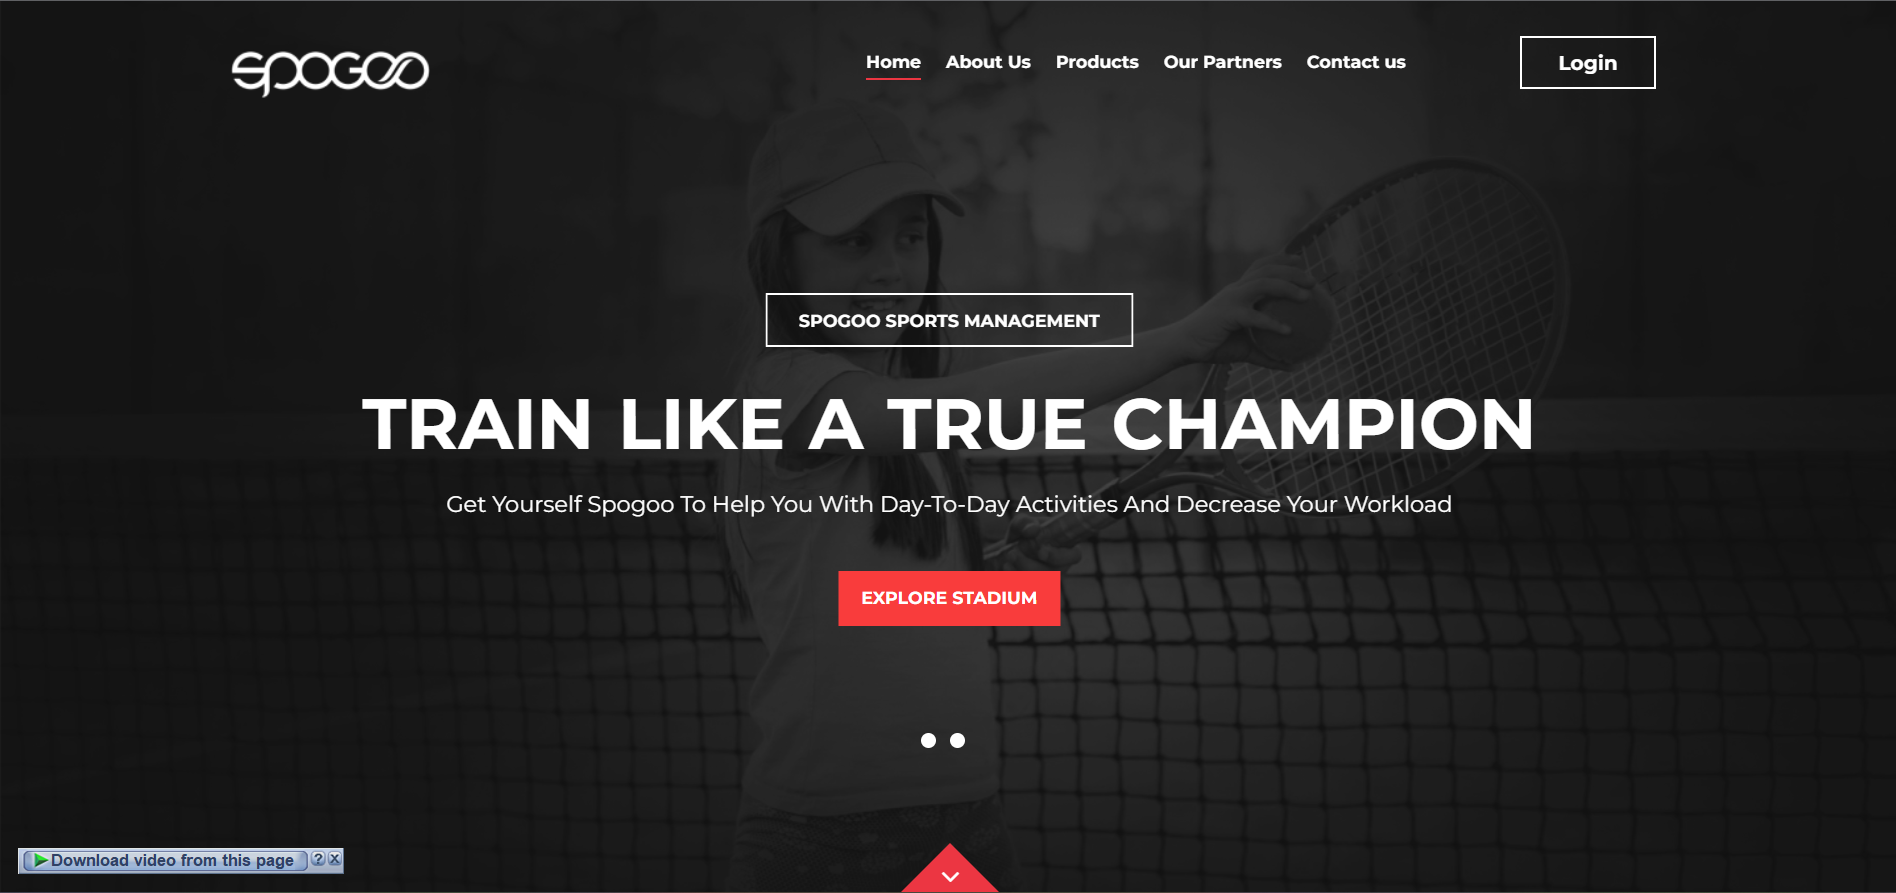 SPOGOO
Home About Us Products Our Partners Contact us
Login
SPOGOO SPORTS MANAGEMENT
TRAIN LIKE A TRUE CHAMPION
Get Yourself Spogoo To Help You With Day-To-Day Activities And Decrease Your Workload
EXPLORE STADIUM
Download video from this page ? X